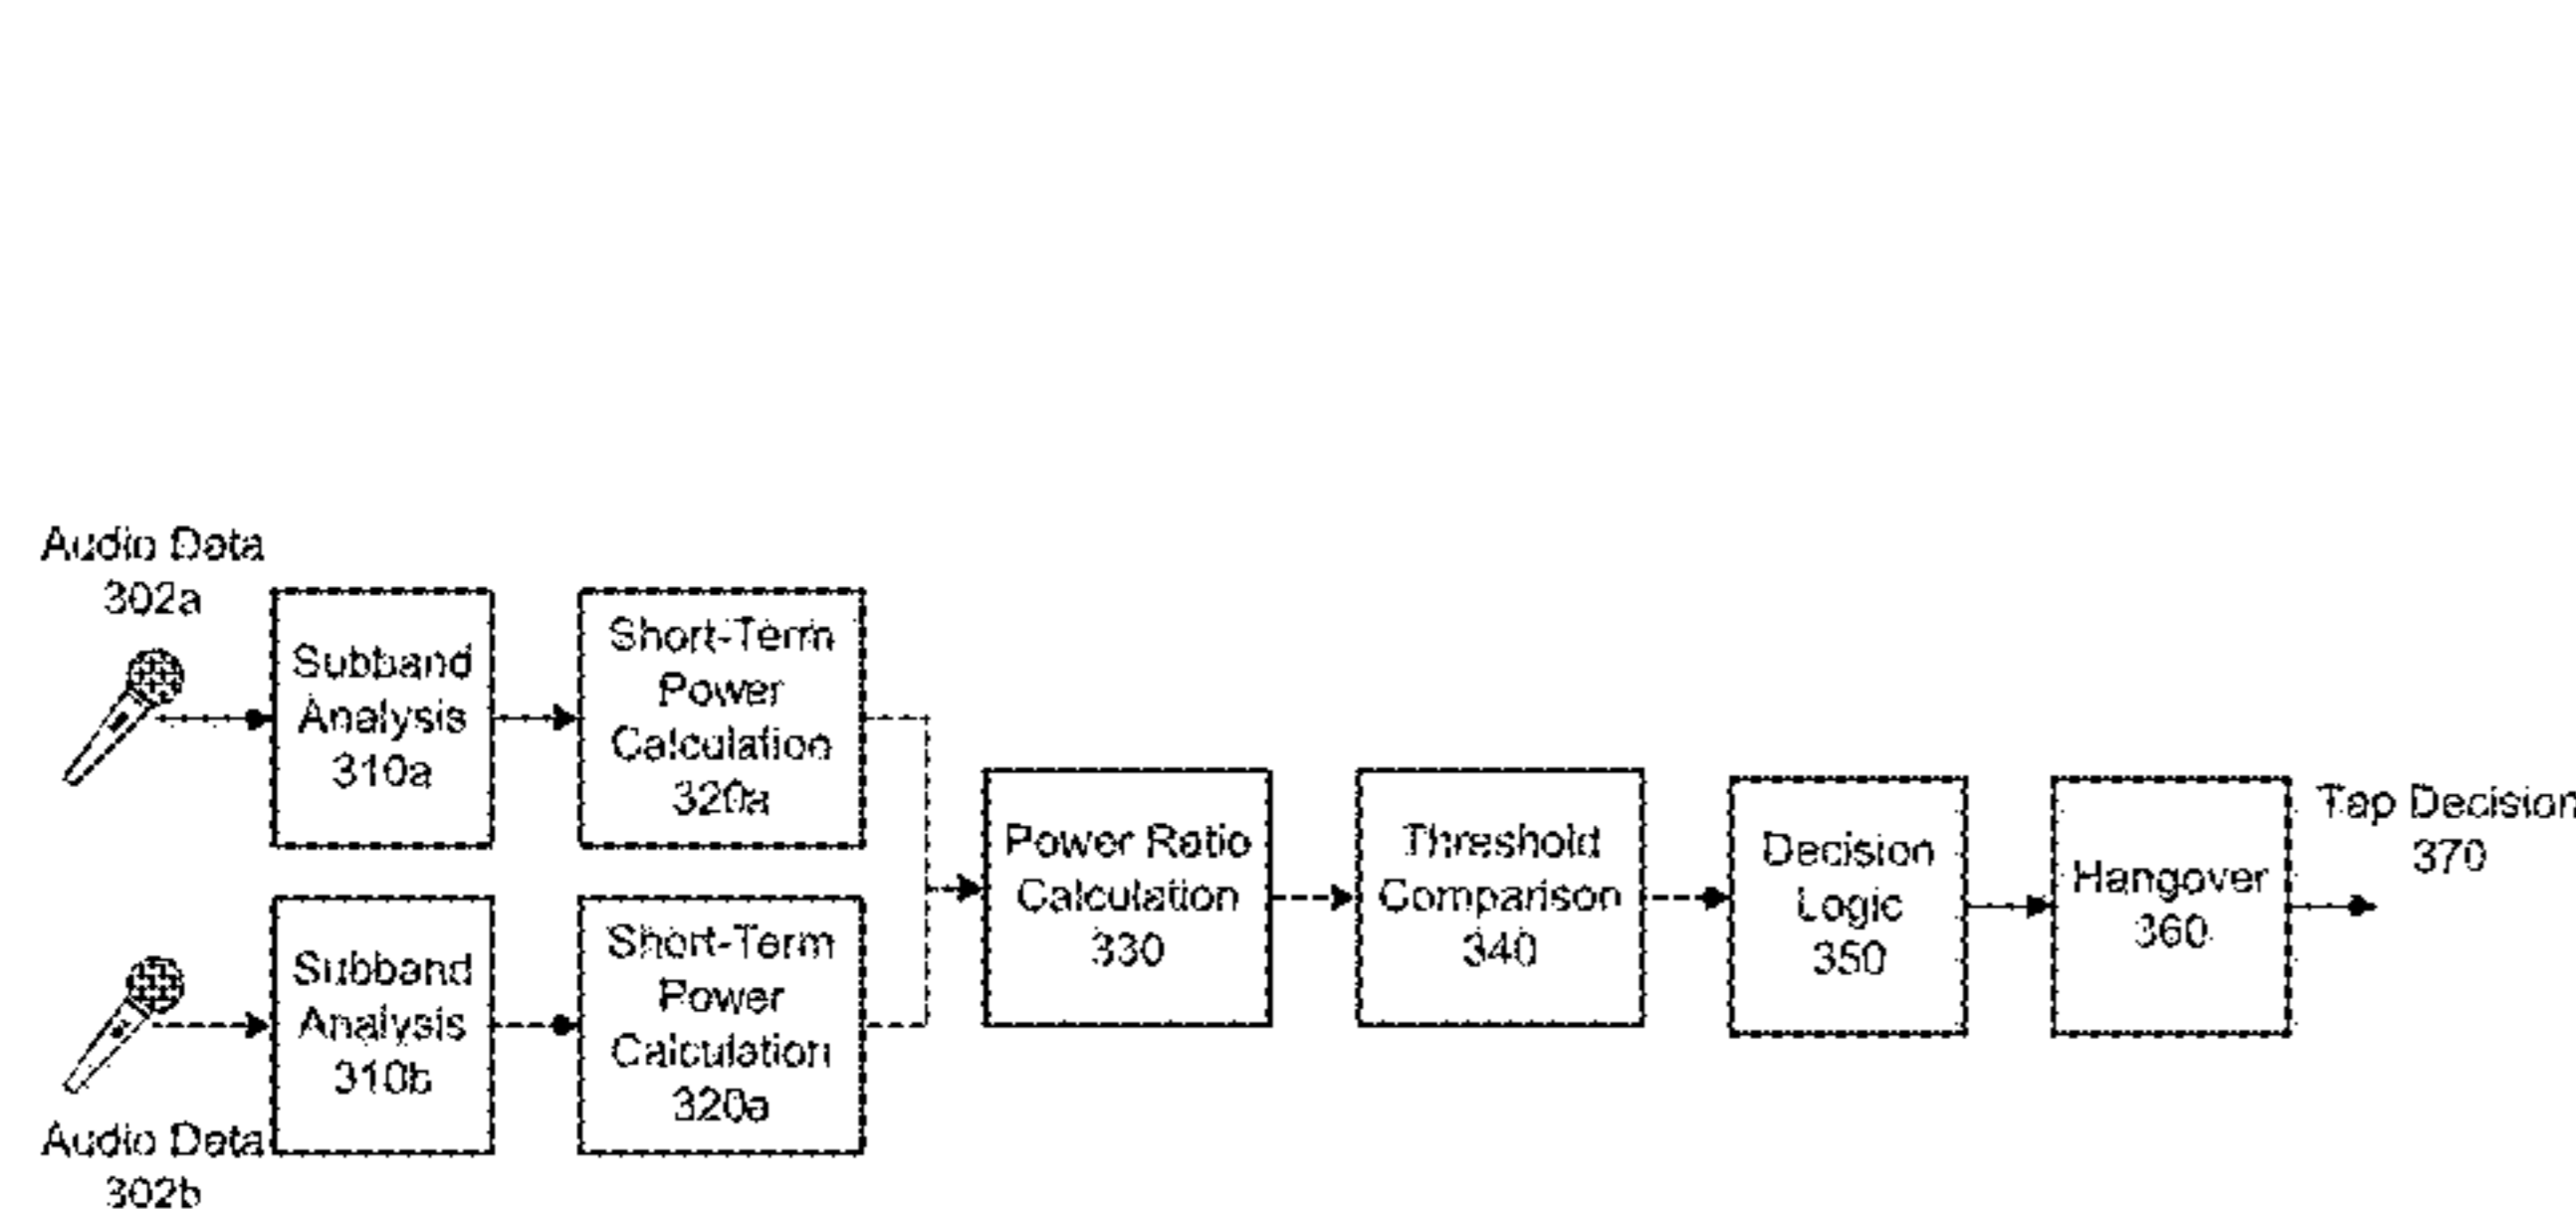 Audio Data
302a
Subband
Analysis
310a
Short-Term
Power
Calculation
320a
Audio Data
302b
Subband
Analysis
310b
Short-Term
Power
Calculation
320a
Power Ratio
Calculation
330
Threshold
Comparison
340
Decision
Logic
350
Hangover
360
Tap Decision
370